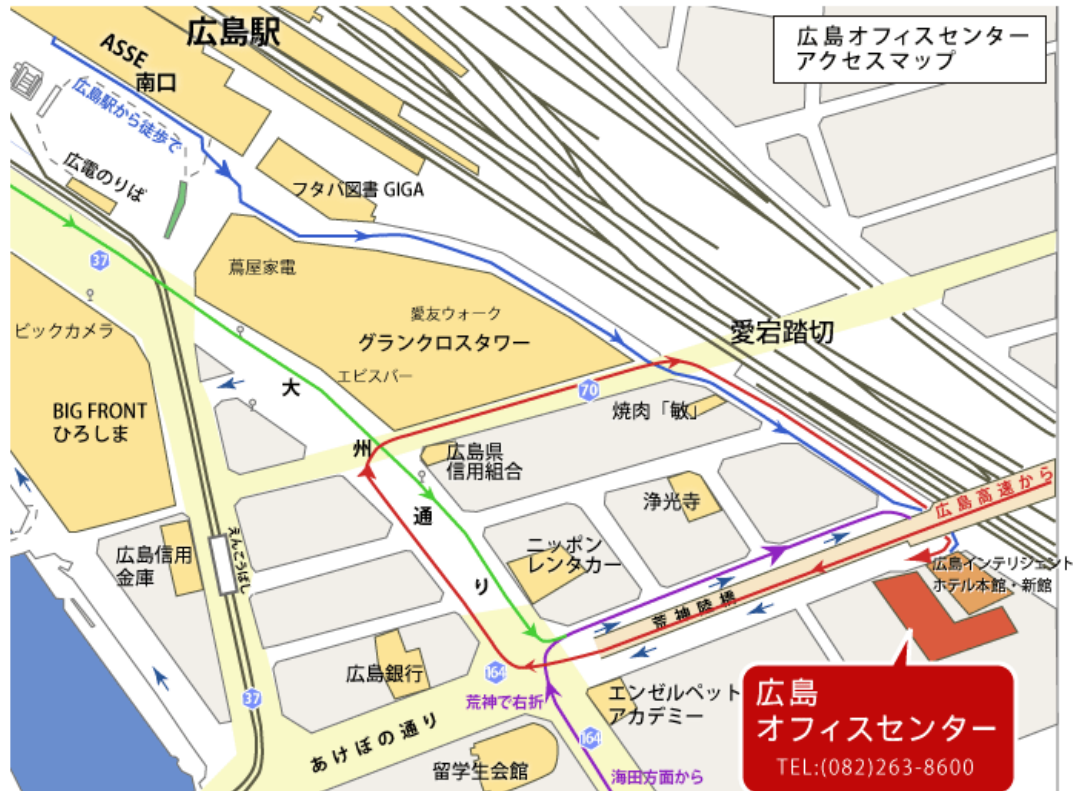 広島駅
ASSE
南口
広島オフィスセンター
アクセスマップ
広島駅から徒歩で
広電のりば
フタバ図書 GIGA
37
蔦屋家電
愛友ウォーク
グランクロスタワー
エビスバー
ビックカメラ
愛宕踏切
大
州
通
り
70
焼肉「敏」
BIG FRONT
ひろしま
広島県
信用組合
浄光寺
広島高速から
えんこうばし
広島信用
金庫
ニッポン
レンタカー
広島インテリジェント
ホテル本館・新館
荒神陸橋
広島銀行
164
荒神で右折
エンゼルペット
アカデミー
37
あけぼの通り
164
留学生会館
海田方面から
広島
オフィスセンター
TEL:(082)263-8600